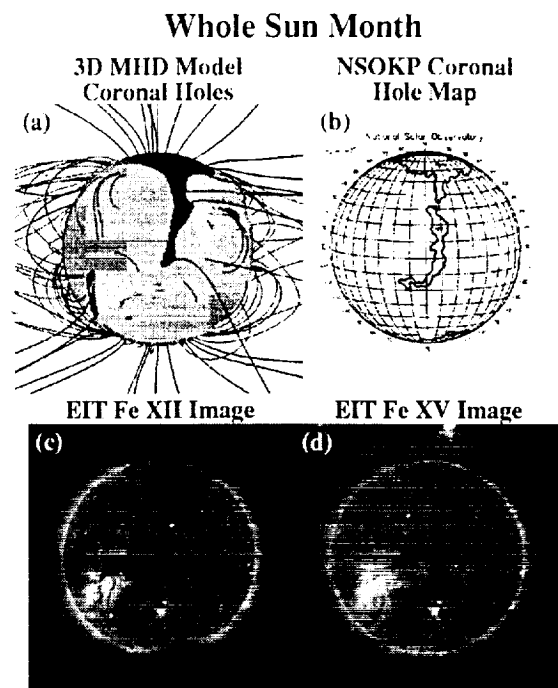 Whole Sun Month
3D MHD Model
Coronal Holes
NSOKP Coronal
Hole Map
(a)
(b)
National Solar Observatory
EIT Fe XII Image
EIT Fe XV Image
(c)
(d)